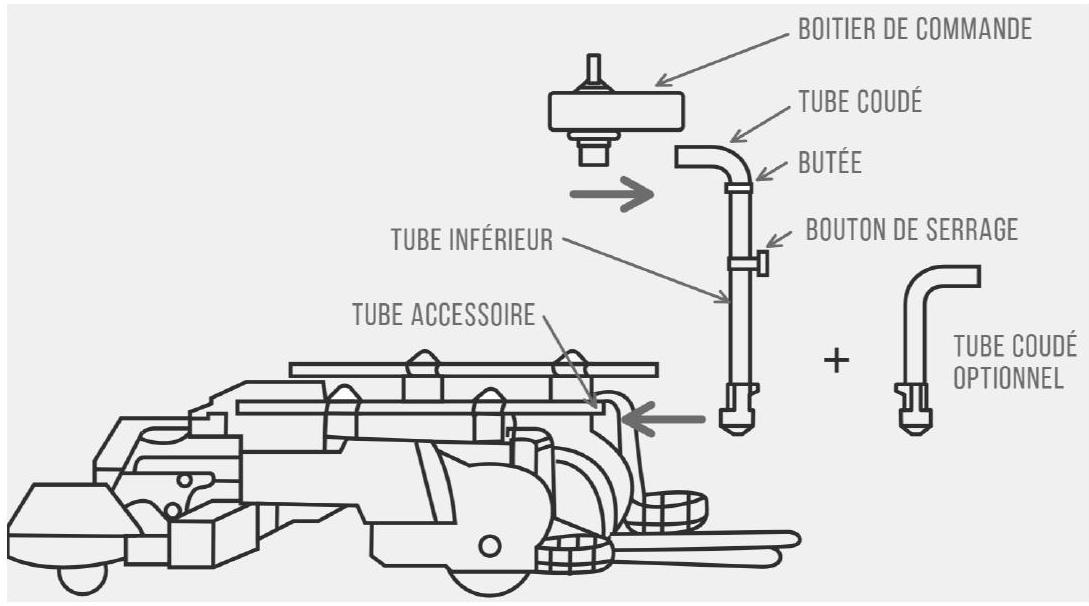 BOITIER DE COMMANDE
TUBE COUDÉ
BUTÉE
BOUTON DE SERRAGE
TUBE INFÉRIEUR
TUBE ACCESSOIRE
+
TUBE COUDÉ
OPTIONNEL